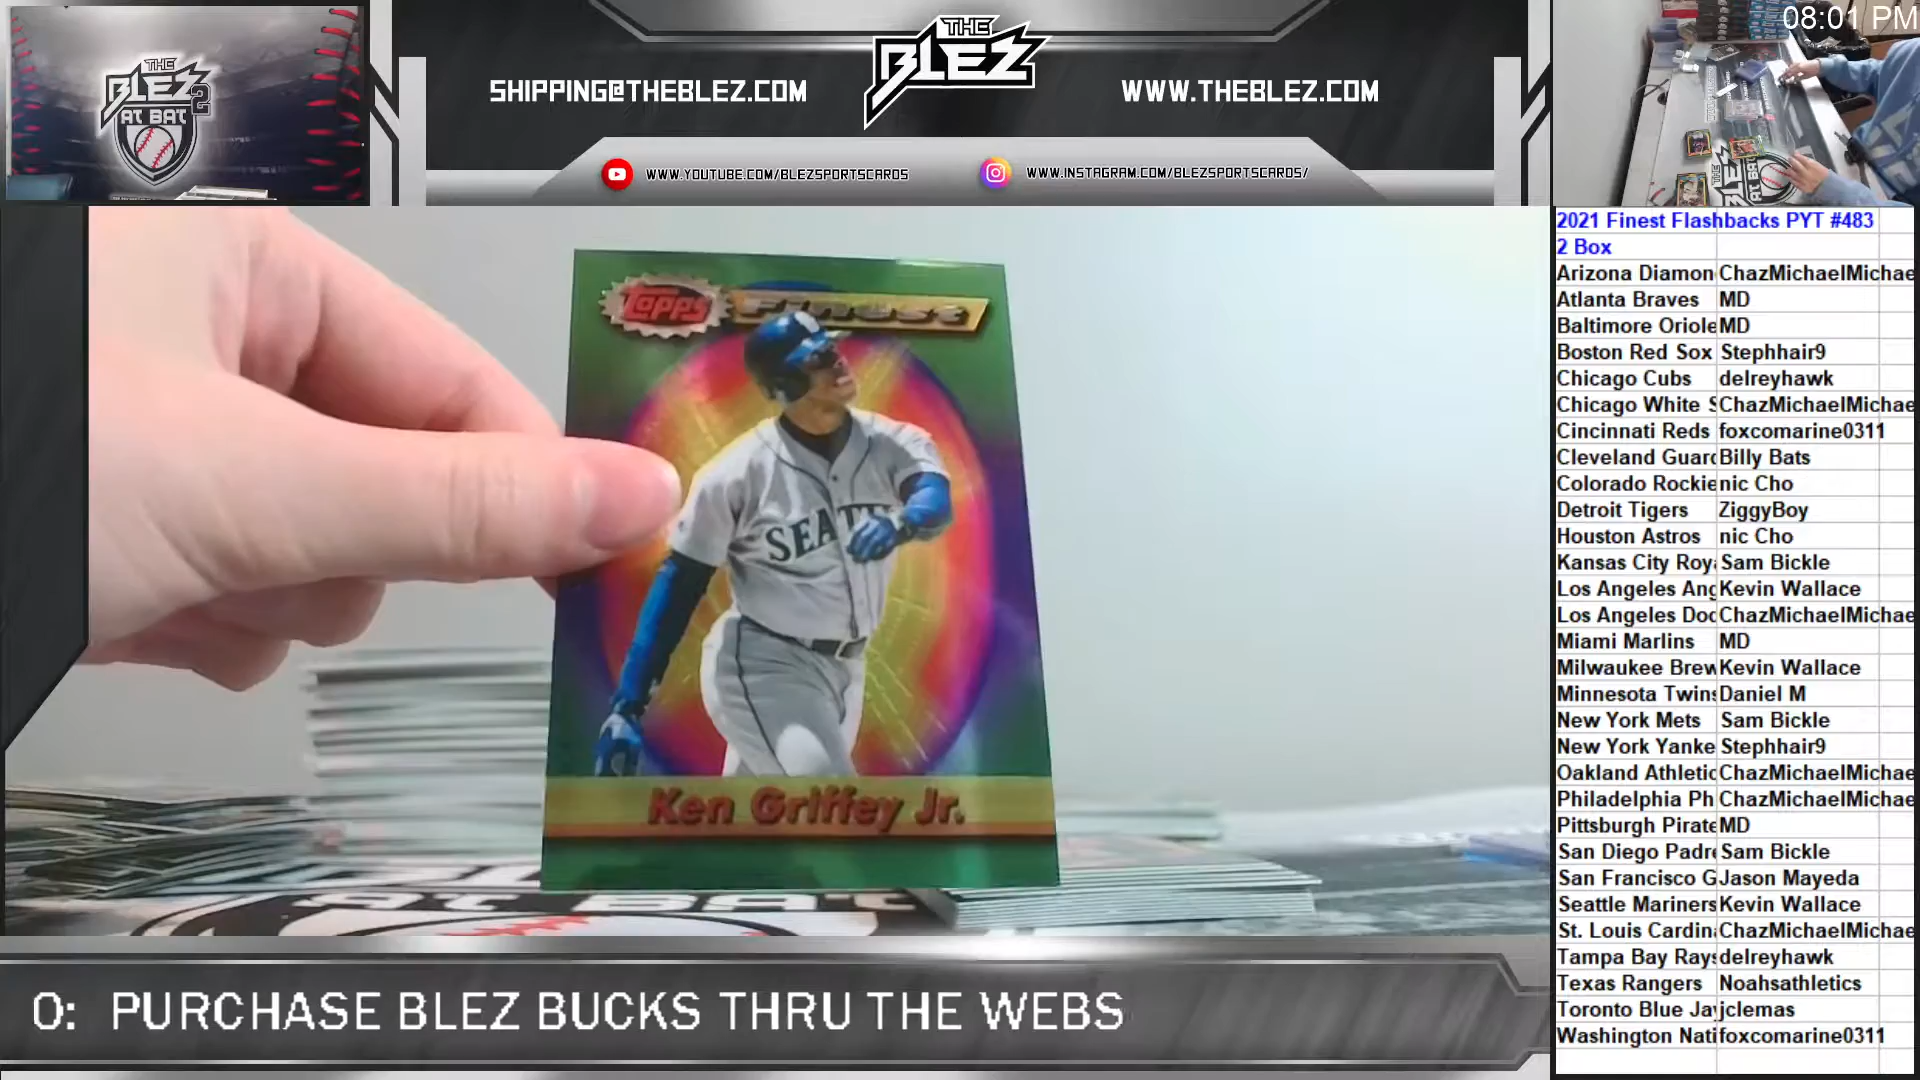 THE
BLEZ 2
AT BAT
SHIPPING@THEBLEZ.COM
THE
BLEZ
WWW.THEBLEZ.COM
WWW.YOUTUBE.COM/BLEZSPORTSCARDS
WWW.INSTAGRAM.COM/BLEZSPORTSCARDS/
08:01 PM
Topps Finest
SEATT
Ken Griffey Jr.
AT BAT
2021 Finest Flashbacks PYT #483
2 Box
Arizona Diamon ChazMichaelMichae
Atlanta Braves MD
Baltimore Oriole MD
Boston Red Sox Stephhair9
Chicago Cubs delreyhawk
Chicago White S ChazMichaelMichae
Cincinnati Reds foxcomarine0311
Cleveland Guard Billy Bats
Colorado Rockie nic Cho
Detroit Tigers ZiggyBoy
Houston Astros nic Cho
Kansas City Roya Sam Bickle
Los Angeles Ang Kevin Wallace
Los Angeles Dod ChazMichaelMichae
Miami Marlins MD
Milwaukee Brew Kevin Wallace
Minnesota Twins Daniel M
New York Mets Sam Bickle
New York Yanke Stephhair9
Oakland Athletic ChazMichaelMichae
Philadelphia Ph ChazMichaelMichae
Pittsburgh Pirate MD
San Diego Padre Sam Bickle
San Francisco G Jason Mayeda
Seattle Mariners Kevin Wallace
St. Louis Cardina ChazMichaelMichae
Tampa Bay Rays delreyhawk
Texas Rangers Noahsathletics
Toronto Blue Jay jclemas
Washington Nati foxcomarine0311
O: PURCHASE BLEZ BUCKS THRU THE WEBS